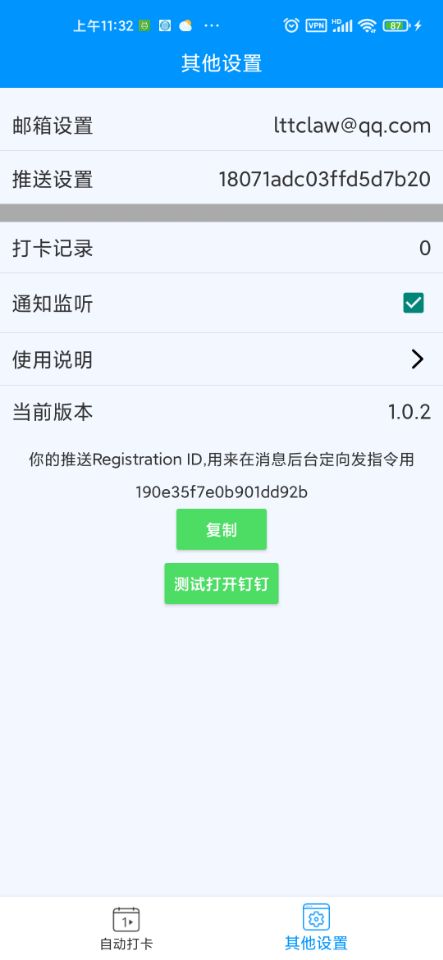 上午11:32 ··· VPN HD 87
其他设置
邮箱设置 lttclaw@qq.com
推送设置 18071adc03ffd5d7b20
打卡记录 0
通知监听
使用说明
当前版本 1.0.2
你的推送Registration ID,用来在消息后台定向发指令用
190e35f7e0b901dd92b
复制
测试打开钉钉
1
自动打卡 其他设置